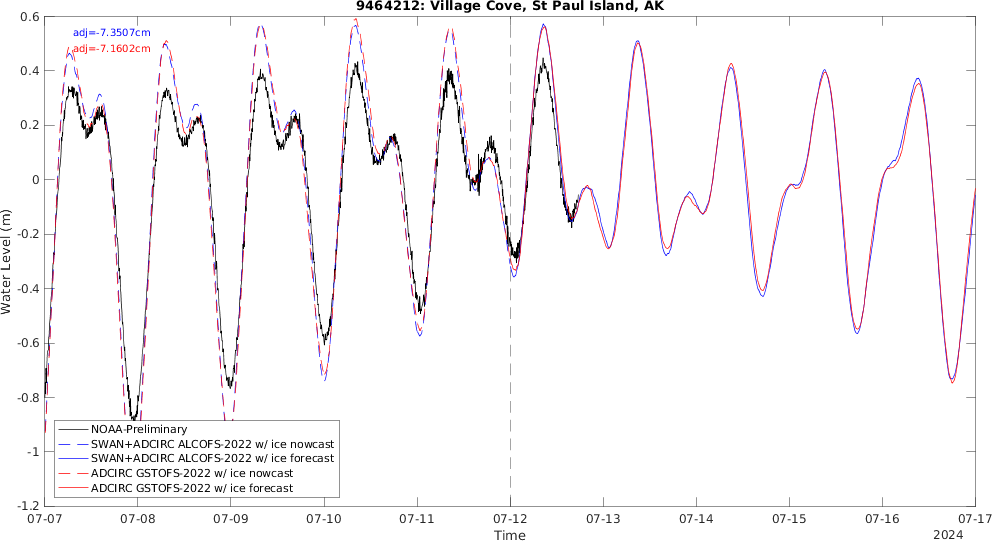 9464212: Village Cove, St Paul Island, AK
adj=-7.3507cm
adj=-7.1602cm
Water Level (m)
0.6
0.4
0.2
0
-0.2
-0.4
-0.6
-0.8
-1
-1.2
NOAA-Preliminary
SWAN+ADCIRC ALCOFS-2022 w/ ice nowcast
SWAN+ADCIRC ALCOFS-2022 w/ ice forecast
ADCIRC GSTOFS-2022 w/ ice nowcast
ADCIRC GSTOFS-2022 w/ ice forecast
07-07 07-08 07-09 07-10 07-11 07-12 07-13 07-14 07-15 07-16 07-17
Time
2024